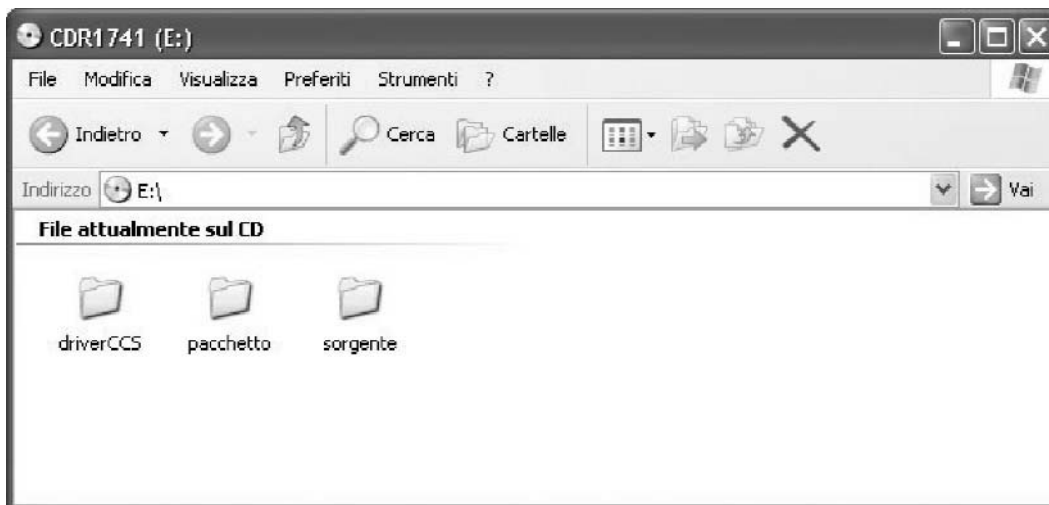 CDR1741 (E:)
File Modifica Visualizza Preferiti Strumenti ?
Indietro Cerca Cartelle
Indirizzo E:\ Vai
File attualmente sul CD
driverCCS pacchetto sorgente